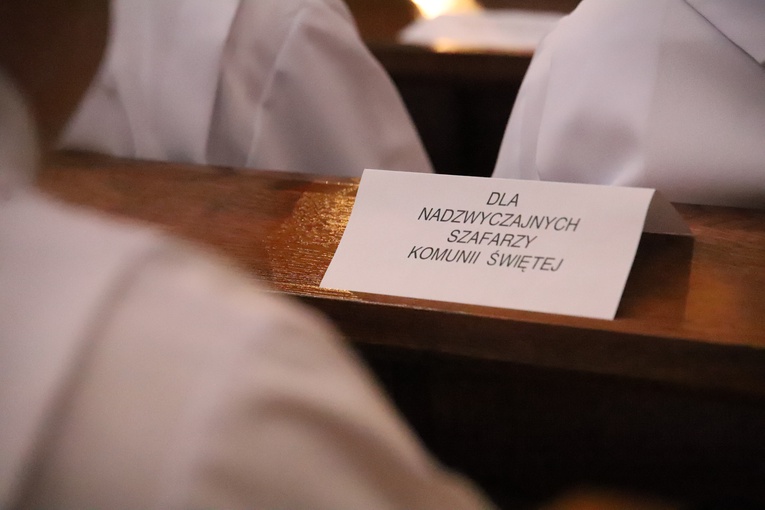 DLA
NADZWYCZAJNYCH
SZAFARZY
KOMUNII ŚWIĘTEJ